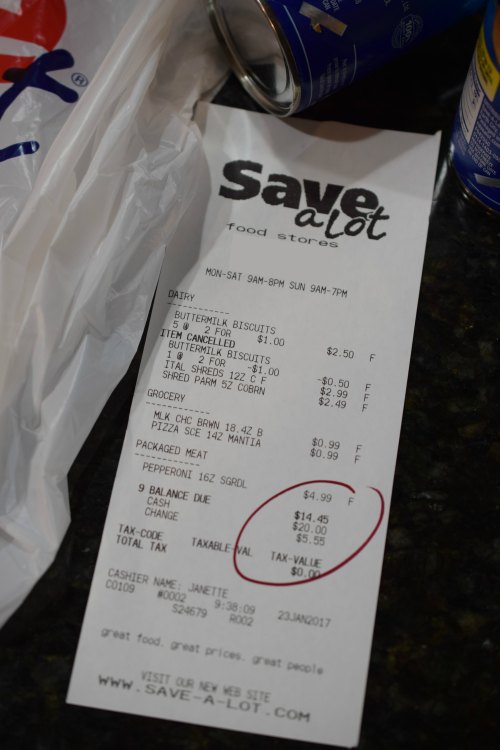 Save
a lot
food stores
MON-SAT 9AM-8PM SUN 9AM-7PM
DAIRY
------------
BUTTERMILK BISCUITS
5 @ 2 FOR $1.00 $2.50 F
ITEM CANCELLED
BUTTERMILK BISCUITS
1 @ 2 FOR -$1.00 -$0.50 F
ITAL SHREDS 12Z C F $2.99 F
SHRED PARM 5Z COBRN $2.49 F
GROCERY
------------
MLK CHC BRWN 18.4Z B $0.99 F
PIZZA SCE 14Z MANTIA $0.99 F
PACKAGED MEAT
------------
PEPPERONI 16Z SGRDL $4.99 F
9 BALANCE DUE $14.45
CASH $20.00
CHANGE $5.55
TAX-CODE TAXABLE-VAL TAX-VALUE
TOTAL TAX $0.00
CASHIER NAME: JANETTE
C0109 #0002 9:38:09 23JAN2017
S24679 R002
great food. great prices. great people
VISIT OUR NEW WEB SITE
WWW.SAVE-A-LOT.COM